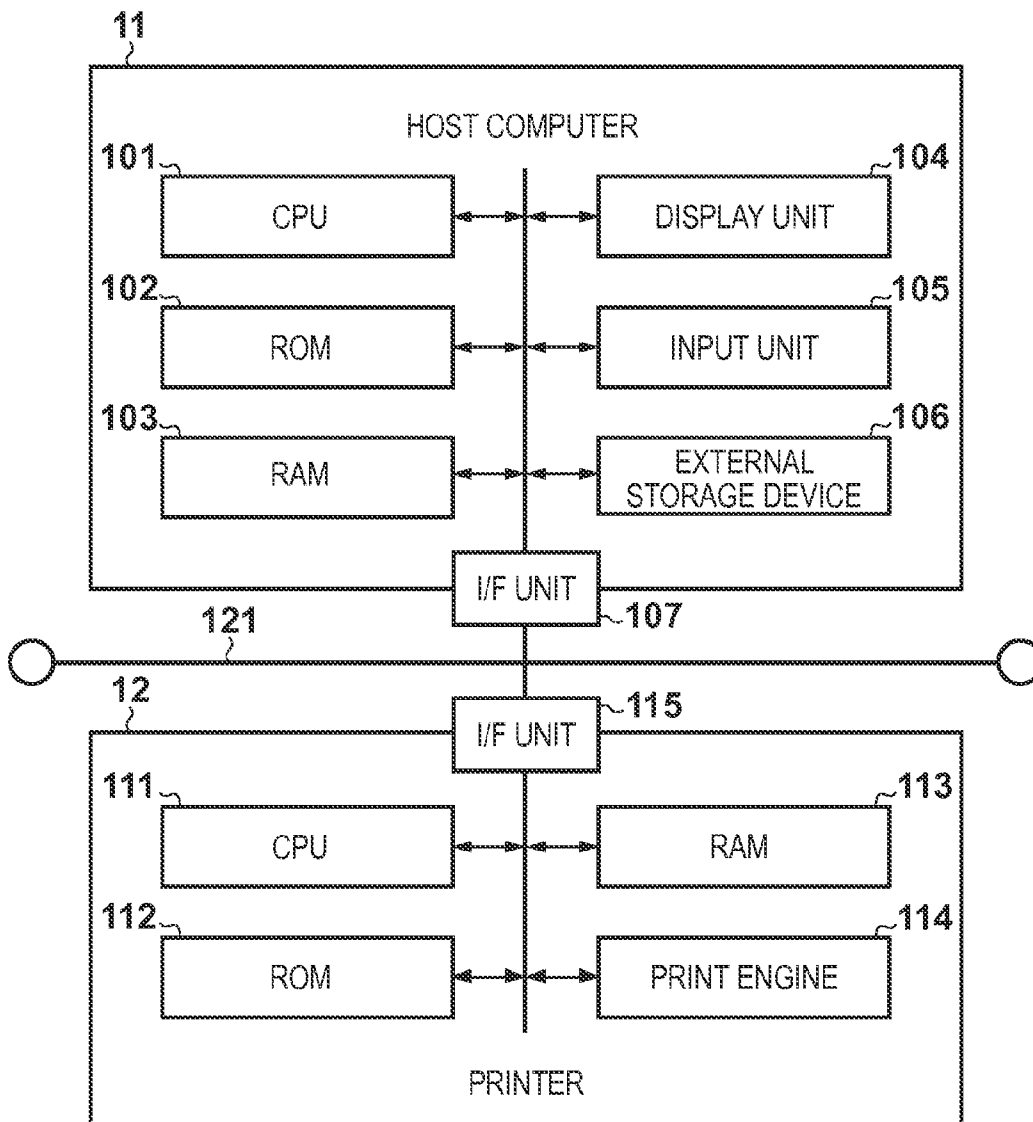 11
HOST COMPUTER
101
104
CPU
DISPLAY UNIT
102
105
ROM
INPUT UNIT
103
106
RAM
EXTERNAL
STORAGE DEVICE
I/F UNIT
107
121
12
115
I/F UNIT
111
113
CPU
RAM
112
114
ROM
PRINT ENGINE
PRINTER